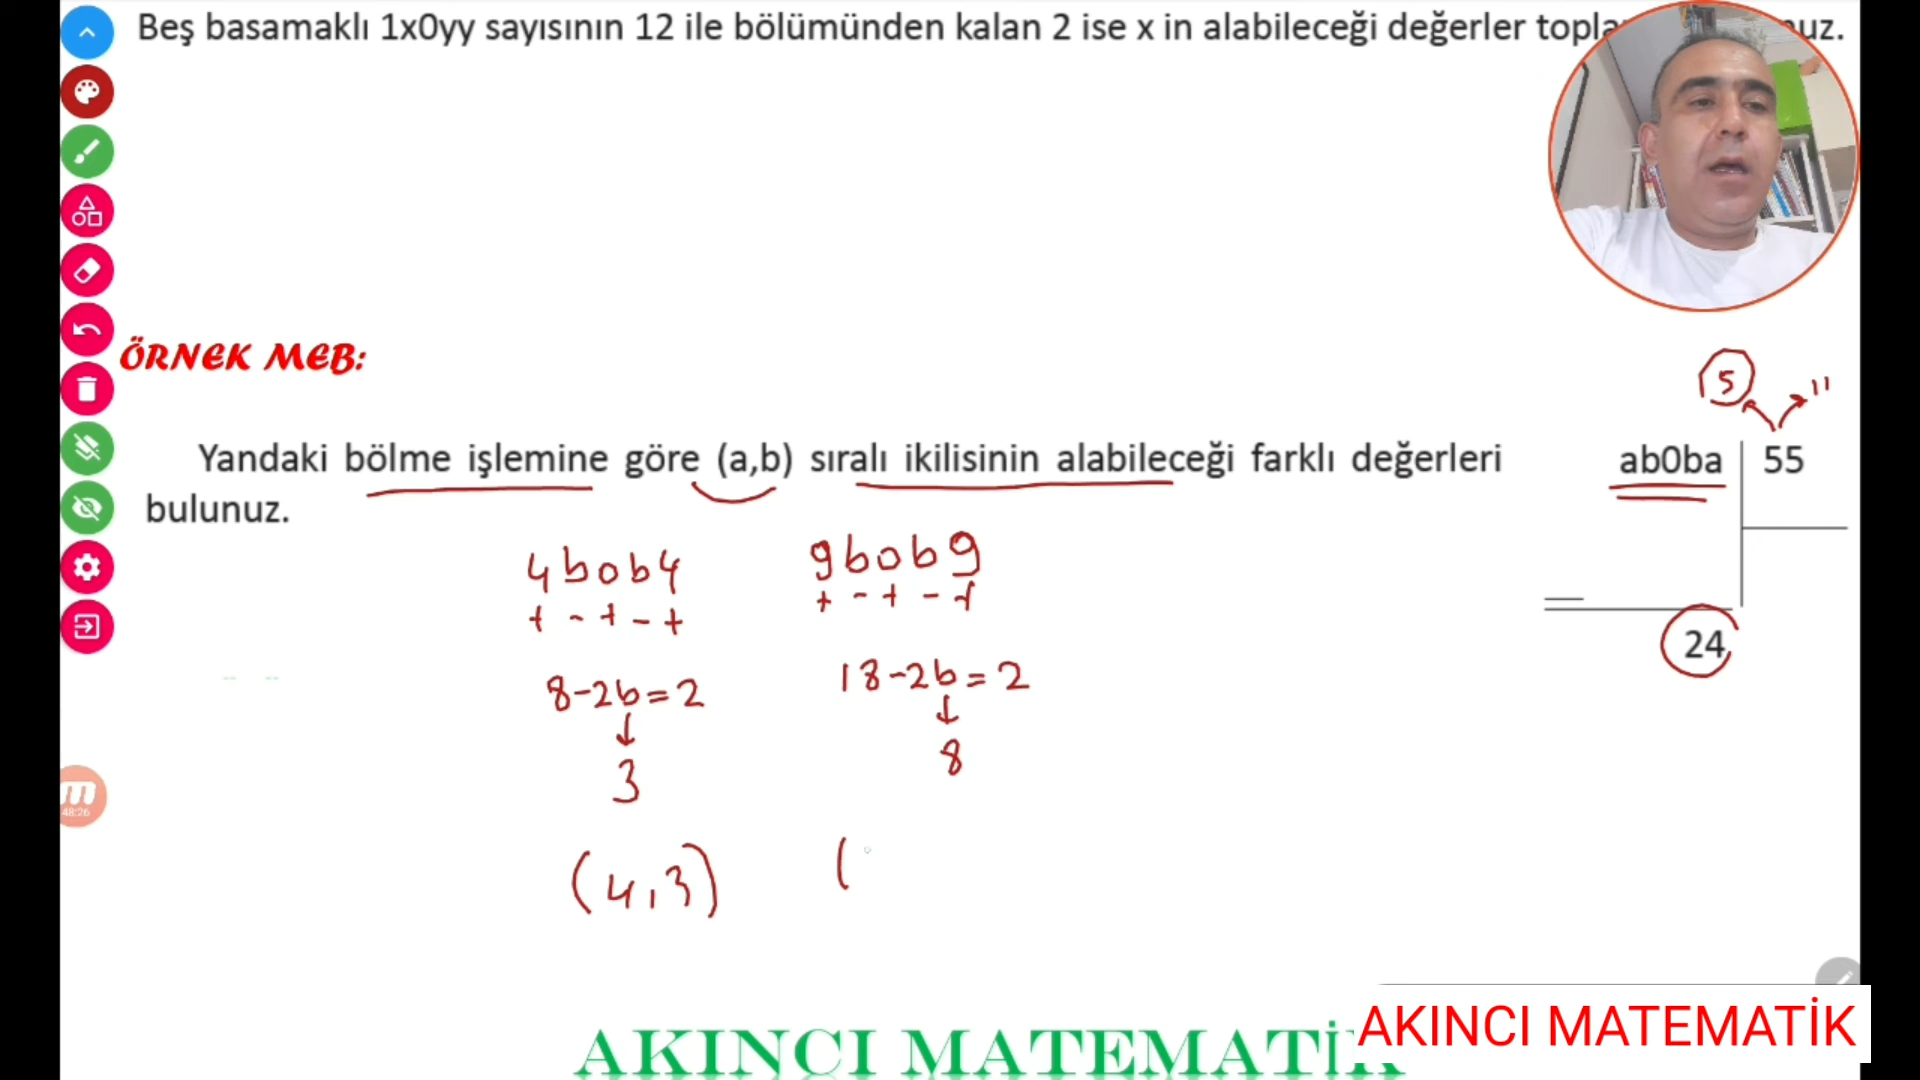 Beş basamaklı 1x0yy sayısının 12 ile bölümünden kalan 2 ise x in alabileceği değerler
ÖRNEK MEB:
5
11
Yandaki bölme işlemine göre (a,b) sıralı ikilisinin alabileceği farklı değerleri
bulunuz.
ab0ba
55
24
4b0b4
+ - + - +
8-2b=2
↓
3
(4,3)
9b0b9
+ - + - +
18-2b=2
↓
8
(
m
48:26
AKINCI MATEMATİK
AKINCI MATEMATİK